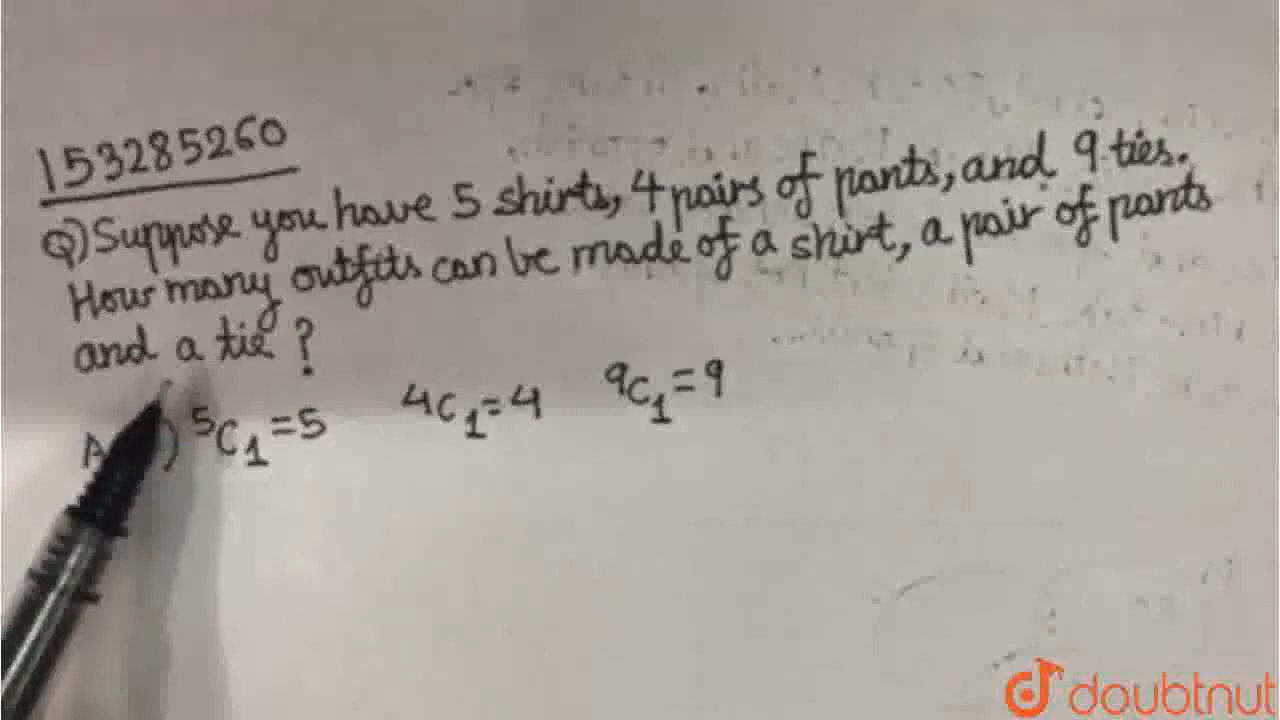 153285260
Q) Suppose you have 5 shirts, 4 pairs of pants, and 9 ties.
How many outfits can be made of a shirt, a pair of pants
and a tie?
A ) ⁵C₁ = 5 ⁴C₁ = 4 ⁹C₁ = 9
doubtnut